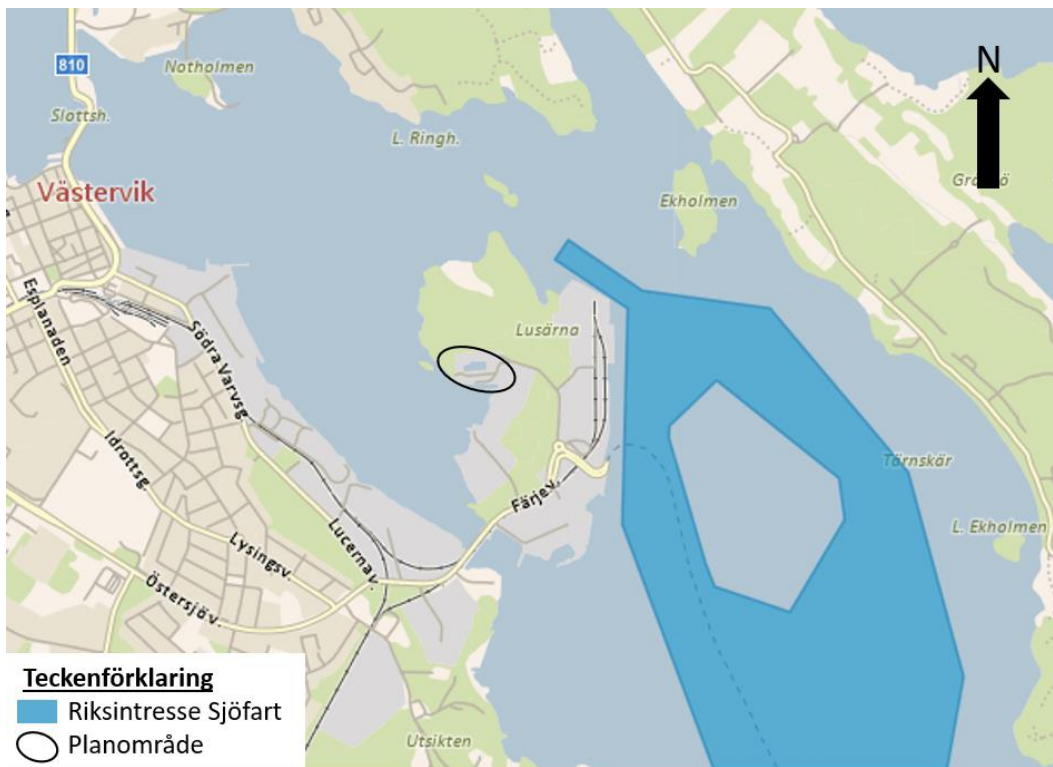 810
Notholmen
N
Slottsh.
L. Ringh.
Västervik
Ekholmen
Esplanaden
Södra Varvsg
Lusärna
Idrottsg.
Tärnskär
Färjev.
Lucernav.
Lysingsv.
L. Ekholmen
Östersjöv.
Teckenförklaring
Riksintresse Sjöfart
Planområde
Utsikten